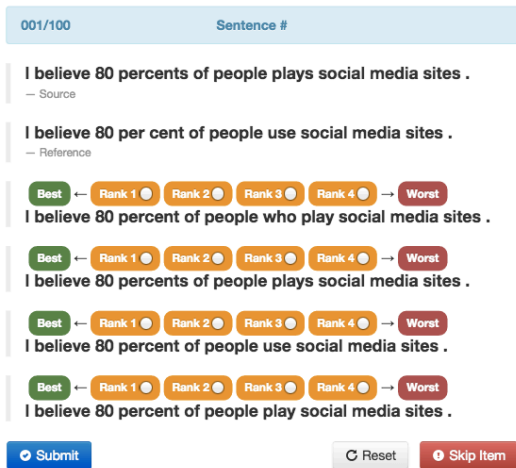 001/100 Sentence #
I believe 80 percents of people plays social media sites .
— Source
I believe 80 per cent of people use social media sites .
— Reference
Best ← Rank 1 Rank 2 Rank 3 Rank 4 → Worst
I believe 80 percent of people who play social media sites .
Best ← Rank 1 Rank 2 Rank 3 Rank 4 → Worst
I believe 80 percents of people plays social media sites .
Best ← Rank 1 Rank 2 Rank 3 Rank 4 → Worst
I believe 80 percent of people use social media sites .
Best ← Rank 1 Rank 2 Rank 3 Rank 4 → Worst
I believe 80 percent of people play social media sites .
Submit Reset Skip Item